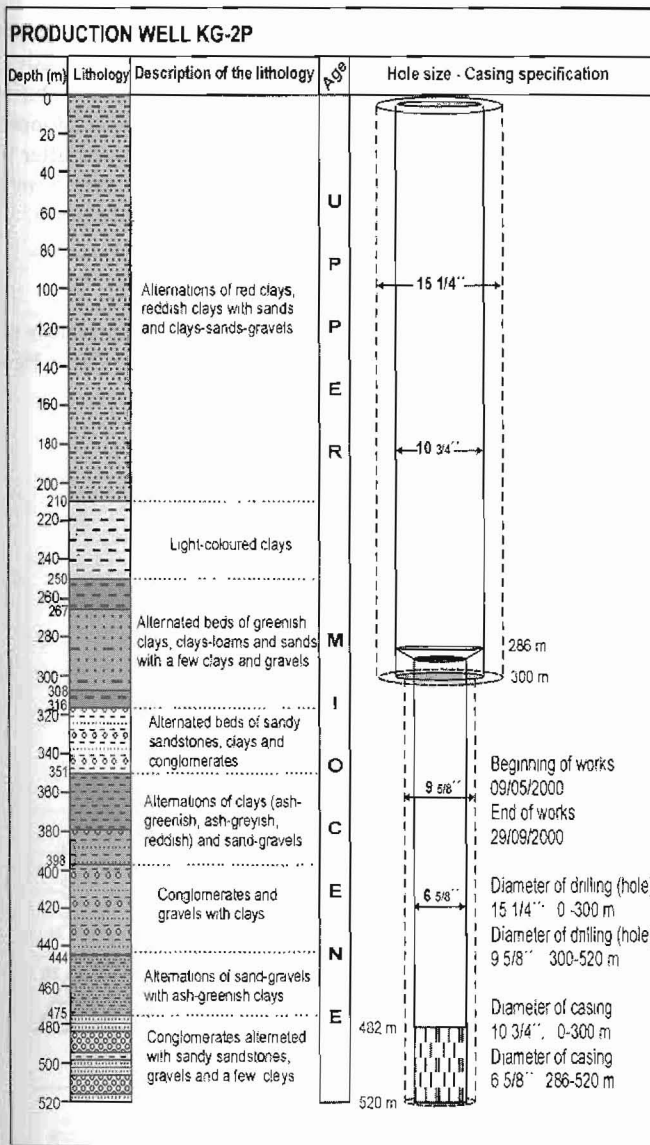 PRODUCTION WELL KG-2P
Depth (m) Lithology Description of the lithology Age Hole size - Casing specification
0
20
40
60
80
100
120
140
160
180
200
210
220
240
250
260
267
280
300
308
316
320
340
351
360
380
398
400
420
440
444
460
475
480
500
520
Alternations of red clays,
reddish clays with sands
and clays-sands-gravels
Light-coloured clays
Alternated beds of greenish
clays, clays-loams and sands
with a few clays and gravels
Alternated beds of sandy
sandstones, clays and
conglomerates
Alternations of clays (ash-
greenish, ash-greyish,
reddish) and sand-gravels
Conglomerates and
gravels with clays
Alternations of sand-gravels
with ash-greenish clays
Conglomerates alterneted
with sandy sandstones,
gravels and a few clays
UPPER
MIOCENE
15 1/4´´
10 3/4´´
286 m
300 m
9 5/8´´
6 5/8´´
482 m
520 m
Beginning of works
09/05/2000
End of works
29/09/2000
Diameter of drilling (hole)
15 1/4´´ 0-300 m
Diameter of drilling (hole)
9 5/8´´ 300-520 m
Diameter of casing
10 3/4´´, 0-300 m
Diameter of casing
6 5/8´´ 286-520 m